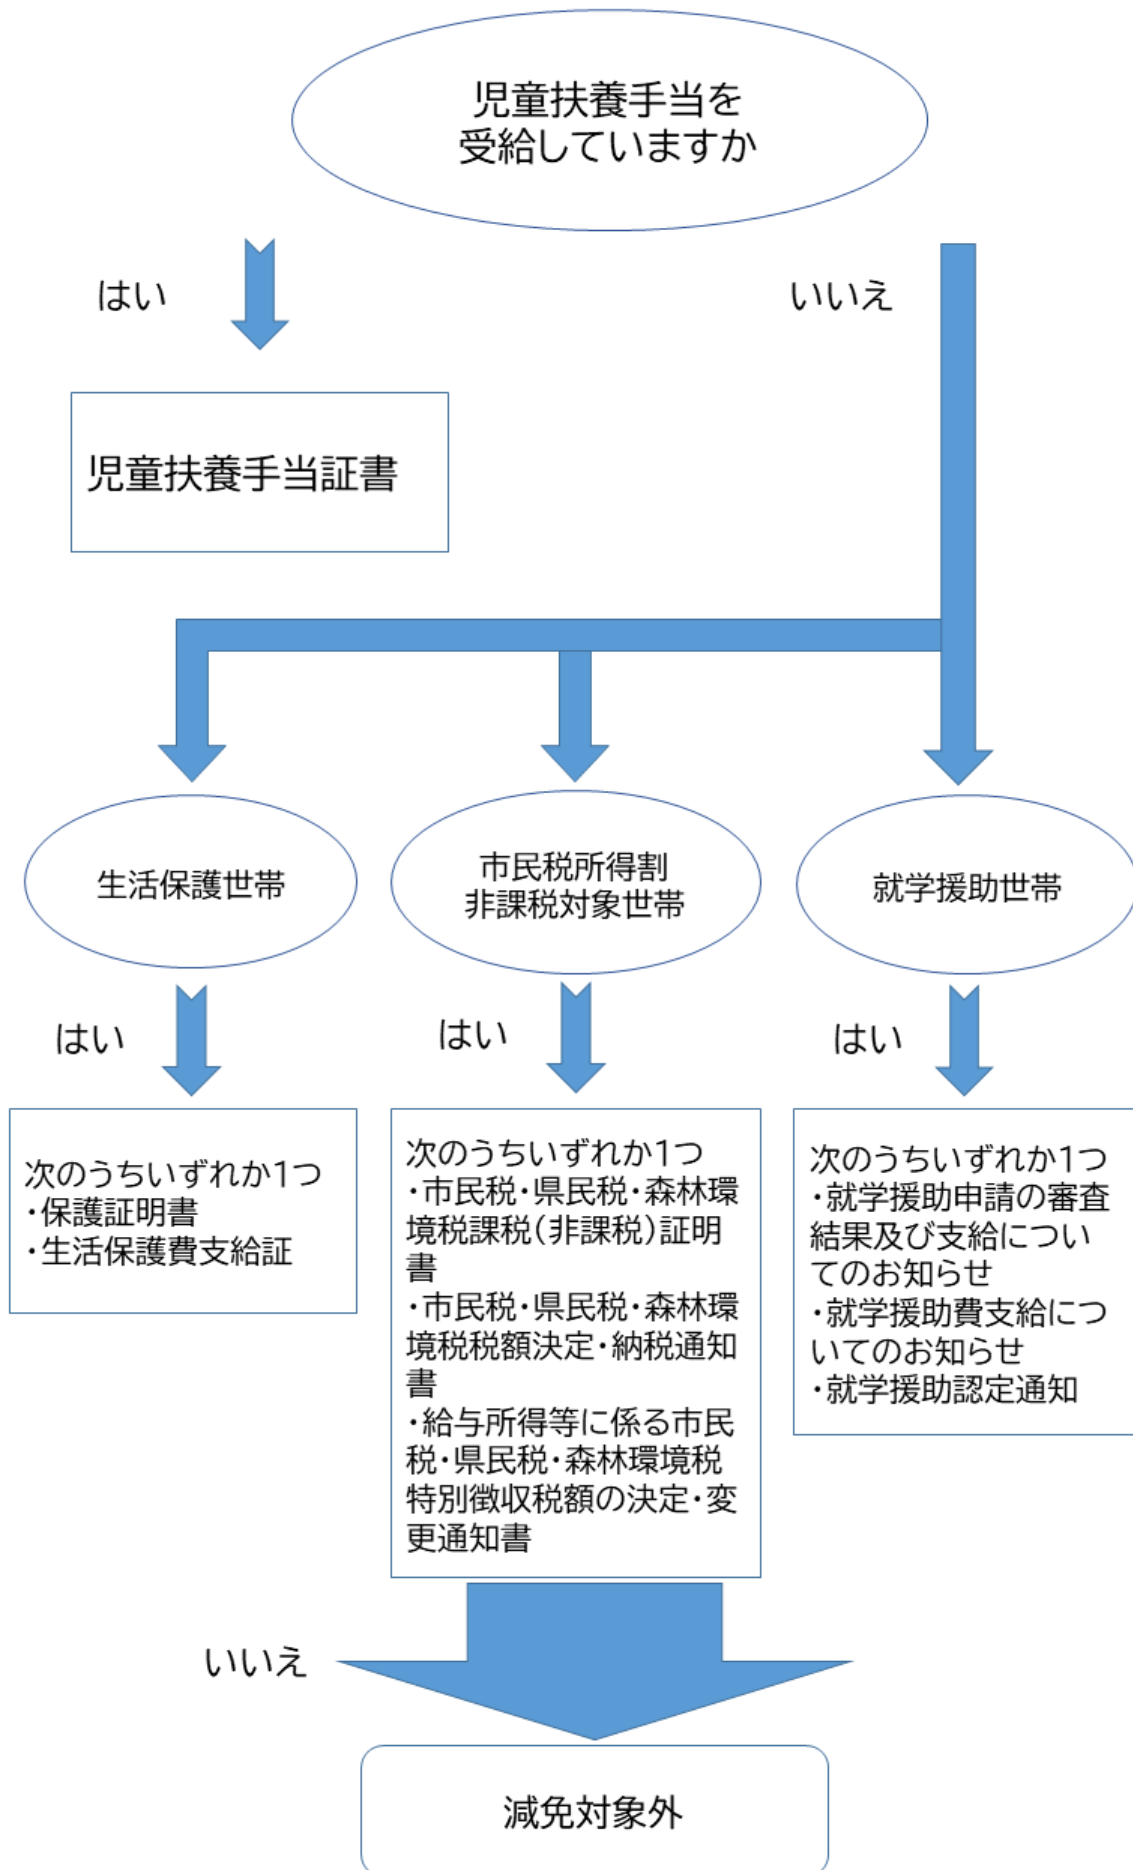 児童扶養手当を
受給していますか
はい
いいえ
児童扶養手当証書
生活保護世帯
市民税所得割
非課税対象世帯
就学援助世帯
はい
はい
はい
次のうちいずれか1つ
・保護証明書
・生活保護費支給証
次のうちいずれか1つ
・市民税・県民税・森林環
境税課税(非課税)証明
書
・市民税・県民税・森林環
境税税額決定・納税通知
書
・給与所得等に係る市民
税・県民税・森林環境税
特別徴収税額の決定・変
更通知書
次のうちいずれか1つ
・就学援助申請の審査
結果及び支給につい
てのお知らせ
・就学援助費支給につ
いてのお知らせ
・就学援助認定通知
いいえ
減免対象外